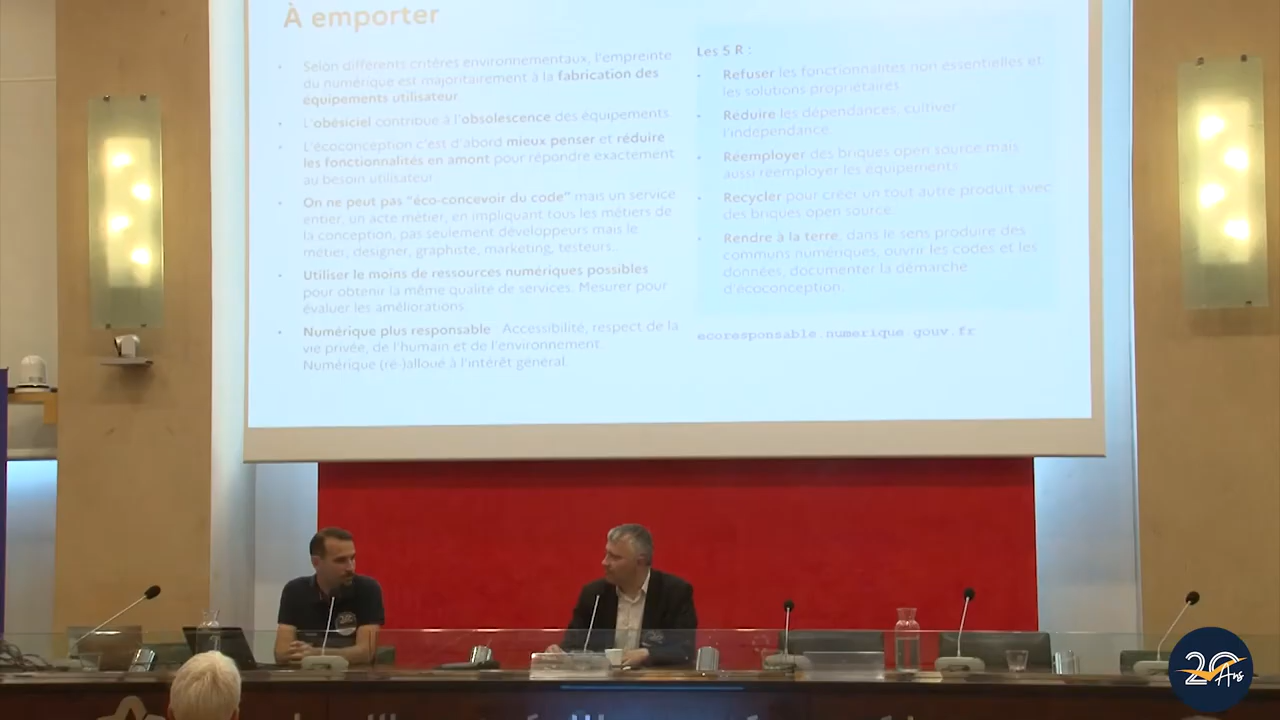 À emporter
Selon différents critères environnementaux, l'empreinte
du numérique est majoritairement à la fabrication des
équipements utilisateur
L'obésiciel contribue à l'obsolescence des équipements
L'écoconception c'est d'abord mieux penser et réduire
les fonctionnalités en amont pour répondre exactement
au besoin utilisateur.
On ne peut pas "éco-concevoir du code" mais un service
entier, un acte métier, en impliquant tous les métiers de
la conception, pas seulement développeurs mais le
métier, designer, graphiste, marketing, testeurs..
Utiliser le moins de ressources numériques possibles
pour obtenir la même qualité de services. Mesurer pour
évaluer les améliorations.
Numérique plus responsable : Accessibilité, respect de la
vie privée, de l'humain et de l'environnement.
Numérique (ré-)alloué à l'intérêt général.
Les 5 R :
Refuser les fonctionnalités non essentielles et
les solutions propriétaires
Réduire les dépendances, cultiver
l'indépendance.
Réemployer des briques open source mais
aussi réemployer les équipements.
Recycler pour créer un tout autre produit avec
des briques open source.
Rendre à la terre, dans le sens produire des
communs numériques, ouvrir les codes et les
données, documenter la démarche
d'écoconception.
ecoresponsable.numerique.gouv.fr
20 Ans